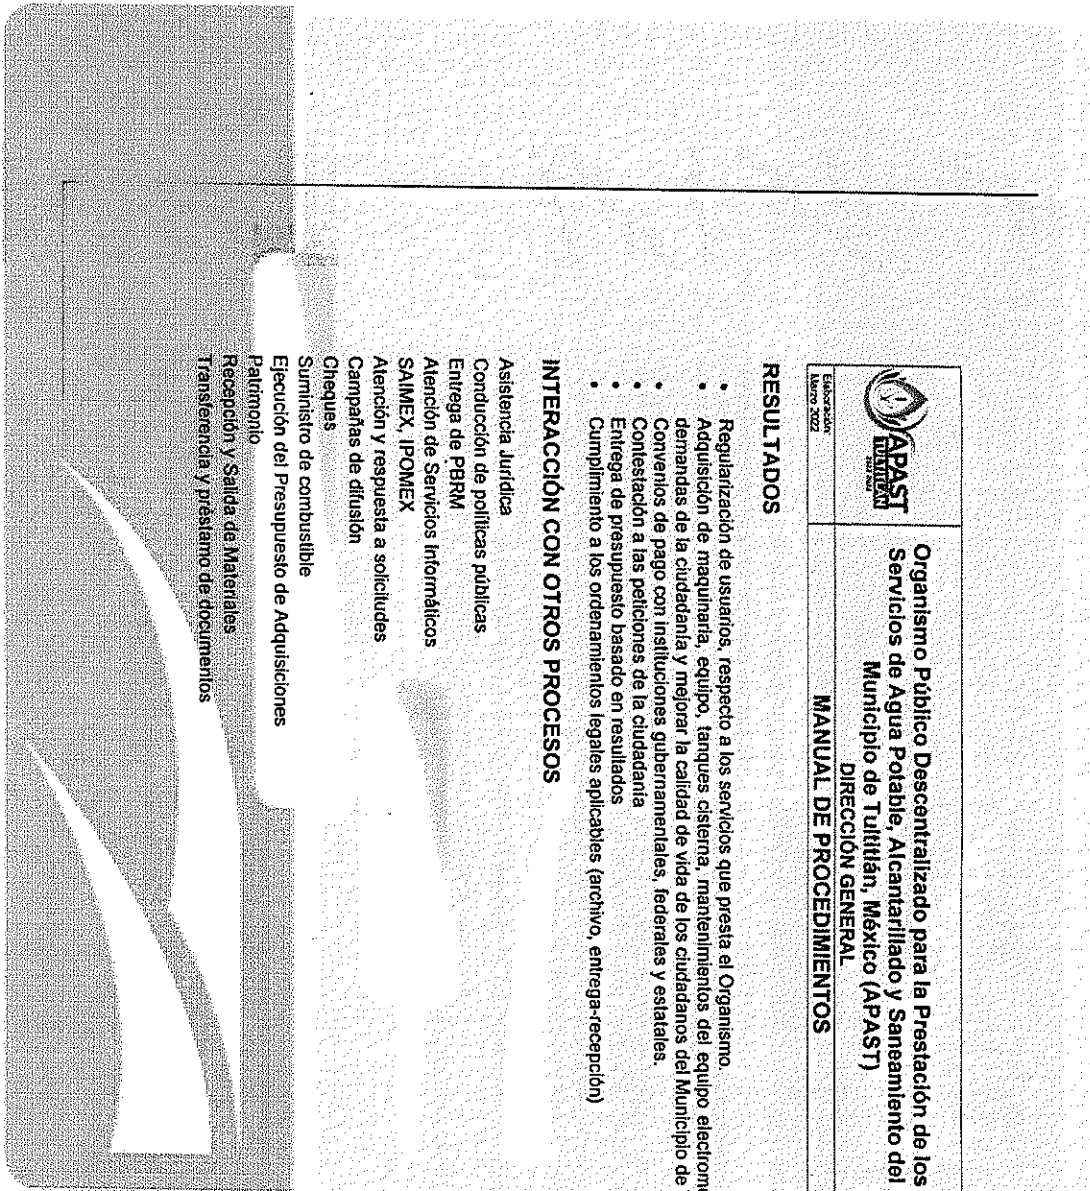 APAST
TULTITLÁN
Organismo Público Descentralizado para la Prestación de los
Servicios de Agua Potable, Alcantarillado y Saneamiento del
Municipio de Tultitlán, México (APAST)
DIRECCIÓN GENERAL
Elaboración:
Marzo 2022
MANUAL DE PROCEDIMIENTOS
RESULTADOS
• Regularización de usuarios, respecto a los servicios que presta el Organismo.
• Adquisición de maquinaria, equipo, tanques cisterna, mantenimientos del equipo electrome
demandas de la ciudadanía y mejorar la calidad de vida de los ciudadanos del Municipio de
• Convenios de pago con instituciones gubernamentales, federales y estatales.
• Contestación a las peticiones de la ciudadanía
• Entrega de presupuesto basado en resultados
• Cumplimiento a los ordenamientos legales aplicables (archivo, entrega-recepción)
INTERACCIÓN CON OTROS PROCESOS
Asistencia Jurídica
Conducción de políticas públicas
Entrega de PBRM
Atención de Servicios Informáticos
SAIMEX, IPOMEX
Atención y respuesta a solicitudes
Campañas de difusión
Cheques
Suministro de combustible
Ejecución del Presupuesto de Adquisiciones
Patrimonio
Recepción y Salida de Materiales
Transferencia y préstamo de documentos